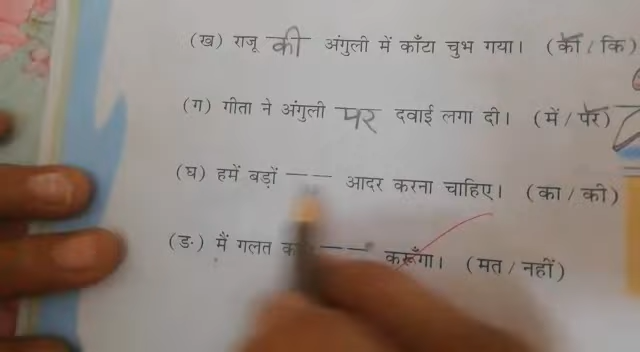 (ख) राजू की अंगुली में काँटा चुभ गया। (की / कि)
(ग) गीता ने अंगुली पर दवाई लगा दी। (में / पर)
(घ) हमें बड़ों –– आदर करना चाहिए। (का / की)
(ङ) मैं गलत –– करूँगा। (मत / नहीं)